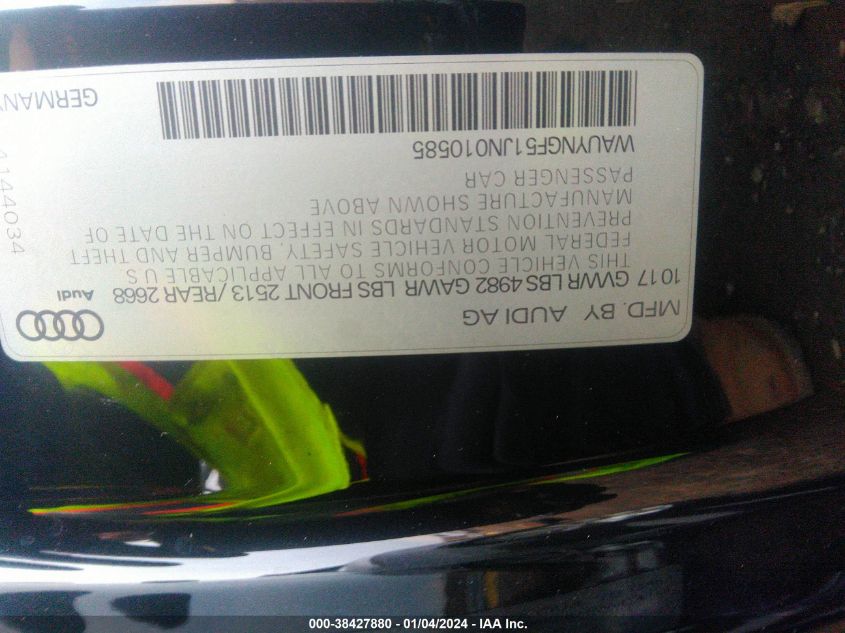 MFD. BY AUDI AG
Audi
10 17 GVWR LBS 4982 GAWR LBS FRONT 2513 / REAR 2668
THIS VEHICLE CONFORMS TO ALL APPLICABLE U S
FEDERAL MOTOR VEHICLE SAFETY, BUMPER AND THEFT
PREVENTION STANDARDS IN EFFECT ON THE DATE OF
MANUFACTURE SHOWN ABOVE
PASSENGER CAR
4144034
WAUYNGF51JN010585
GERMANY
000-38427880 - 01/04/2024 - IAA Inc.